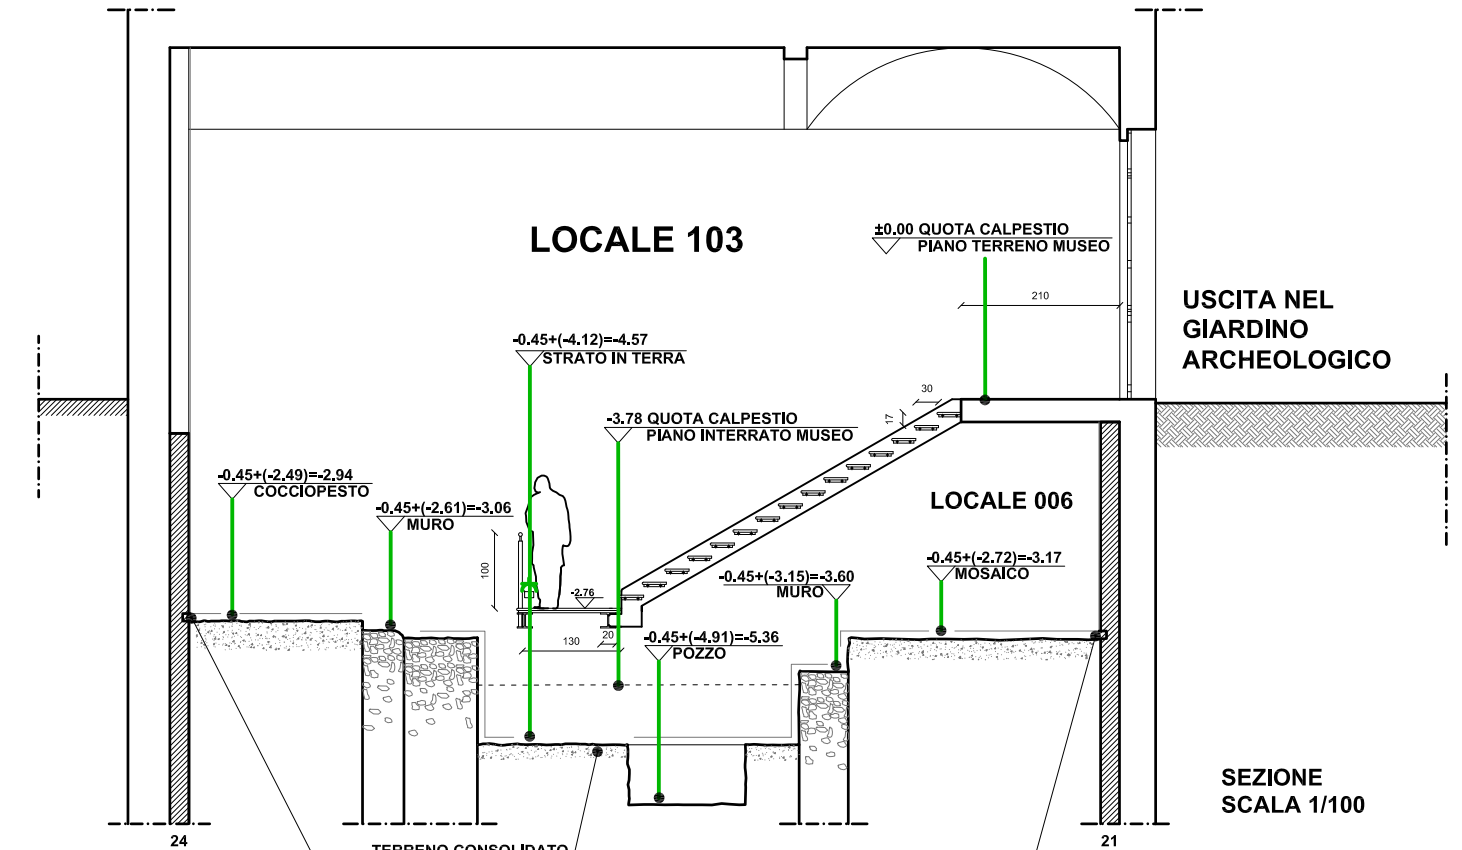 LOCALE 103
±0.00 QUOTA CALPESTIO
PIANO TERRENO MUSEO
210
USCITA NEL
GIARDINO
ARCHEOLOGICO
-0.45+(-4.12)=-4.57
STRATO IN TERRA
30
17
-3.78 QUOTA CALPESTIO
PIANO INTERRATO MUSEO
-0.45+(-2.49)=-2.94
COCCIOPESTO
-0.45+(-2.61)=-3.06
MURO
LOCALE 006
100
-0.45+(-2.72)=-3.17
MOSAICO
-0.45+(-3.15)=-3.60
MURO
-2.76
130
20
-0.45+(-4.91)=-5.36
POZZO
SEZIONE
SCALA 1/100
24
21
TERRENO CONSOLIDATO